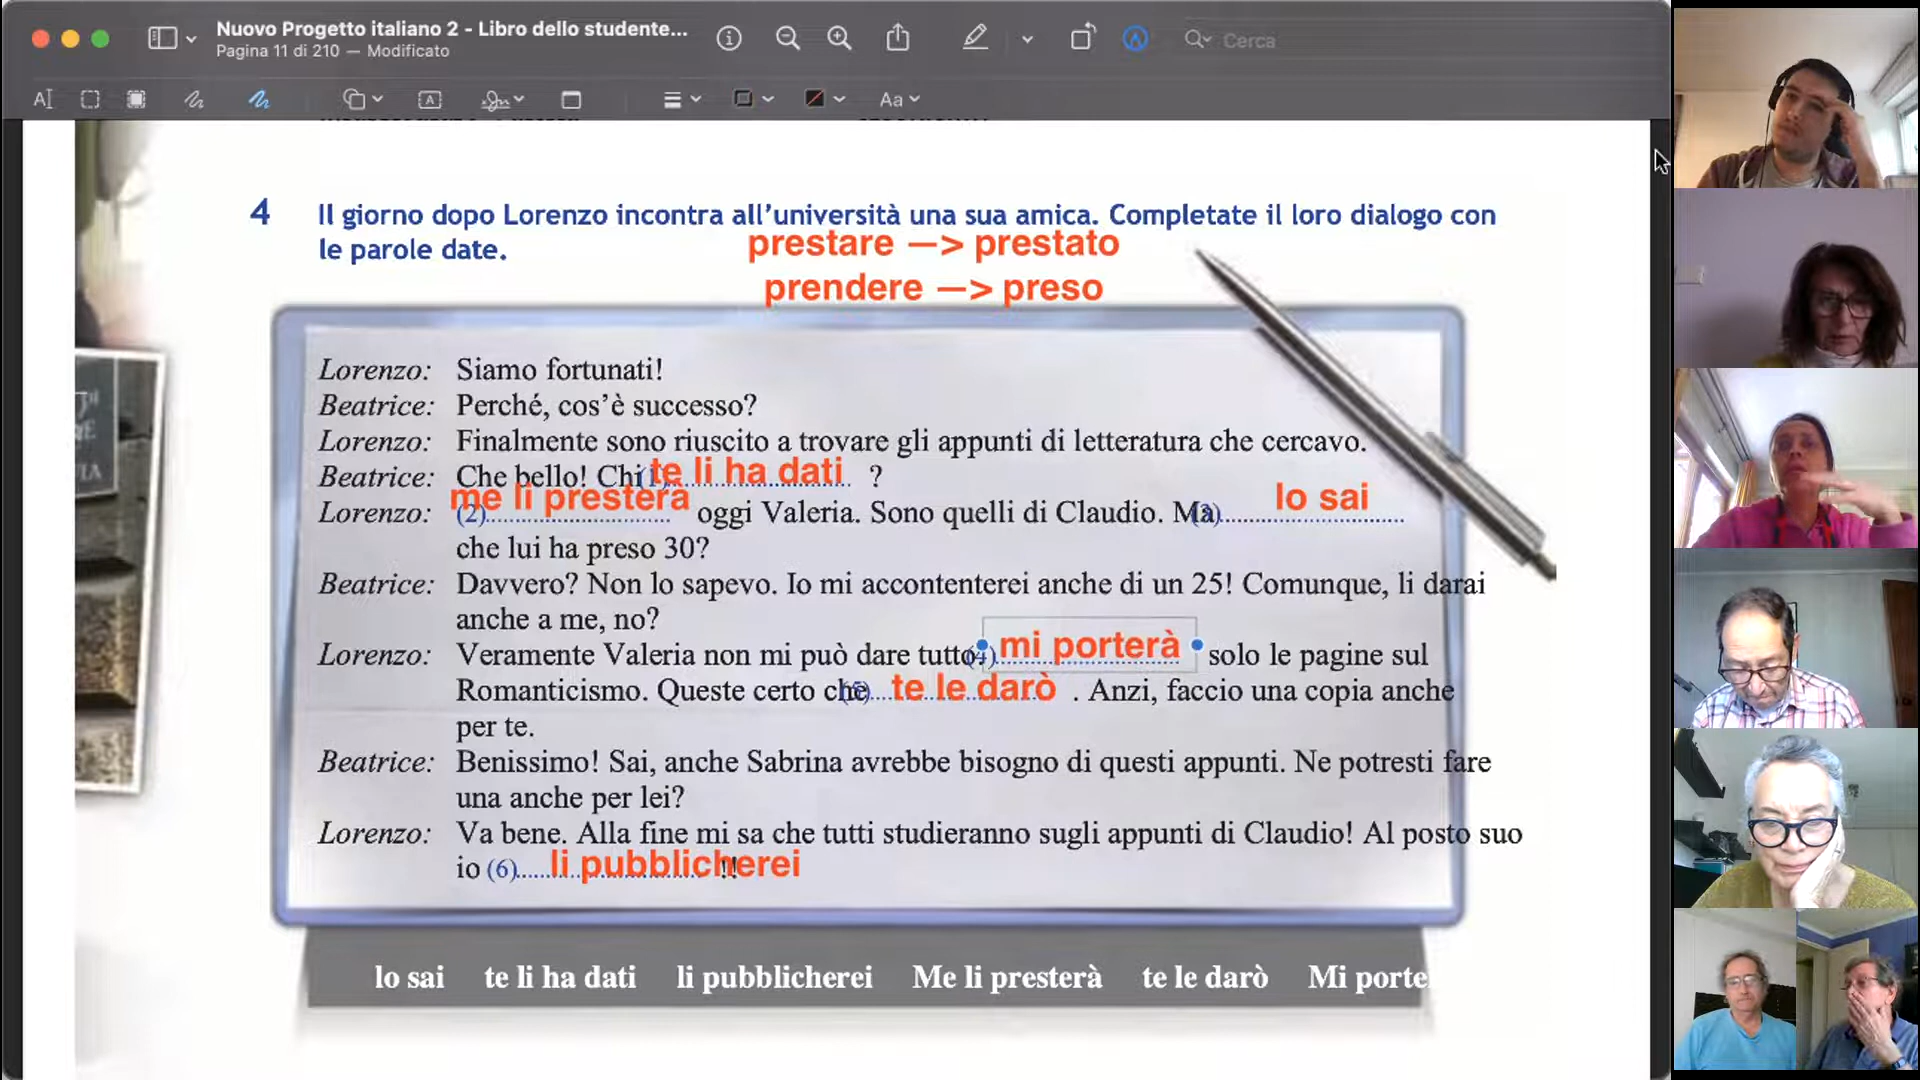 Nuovo Progetto italiano 2 - Libro dello studente...
Pagina 11 di 210 — Modificato
Cerca
Aa
4 Il giorno dopo Lorenzo incontra all'università una sua amica. Completate il loro dialogo con
le parole date.
prestare —> prestato
prendere —> preso
Lorenzo: Siamo fortunati!
Beatrice: Perché, cos'è successo?
Lorenzo: Finalmente sono riuscito a trovare gli appunti di letteratura che cercavo.
Beatrice: Che bello! Chi (1) te li ha dati ?
Lorenzo: (2) me li presterà oggi Valeria. Sono quelli di Claudio. Ma (3) lo sai
che lui ha preso 30?
Beatrice: Davvero? Non lo sapevo. Io mi accontenterei anche di un 25! Comunque, li darai
anche a me, no?
Lorenzo: Veramente Valeria non mi può dare tutto. (4) mi porterà solo le pagine sul
Romanticismo. Queste certo che (5) te le darò . Anzi, faccio una copia anche
per te.
Beatrice: Benissimo! Sai, anche Sabrina avrebbe bisogno di questi appunti. Ne potresti fare
una anche per lei?
Lorenzo: Va bene. Alla fine mi sa che tutti studieranno sugli appunti di Claudio! Al posto suo
io (6) li pubblicherei !!
lo sai te li ha dati li pubblicherei Me li presterà te le darò Mi porte